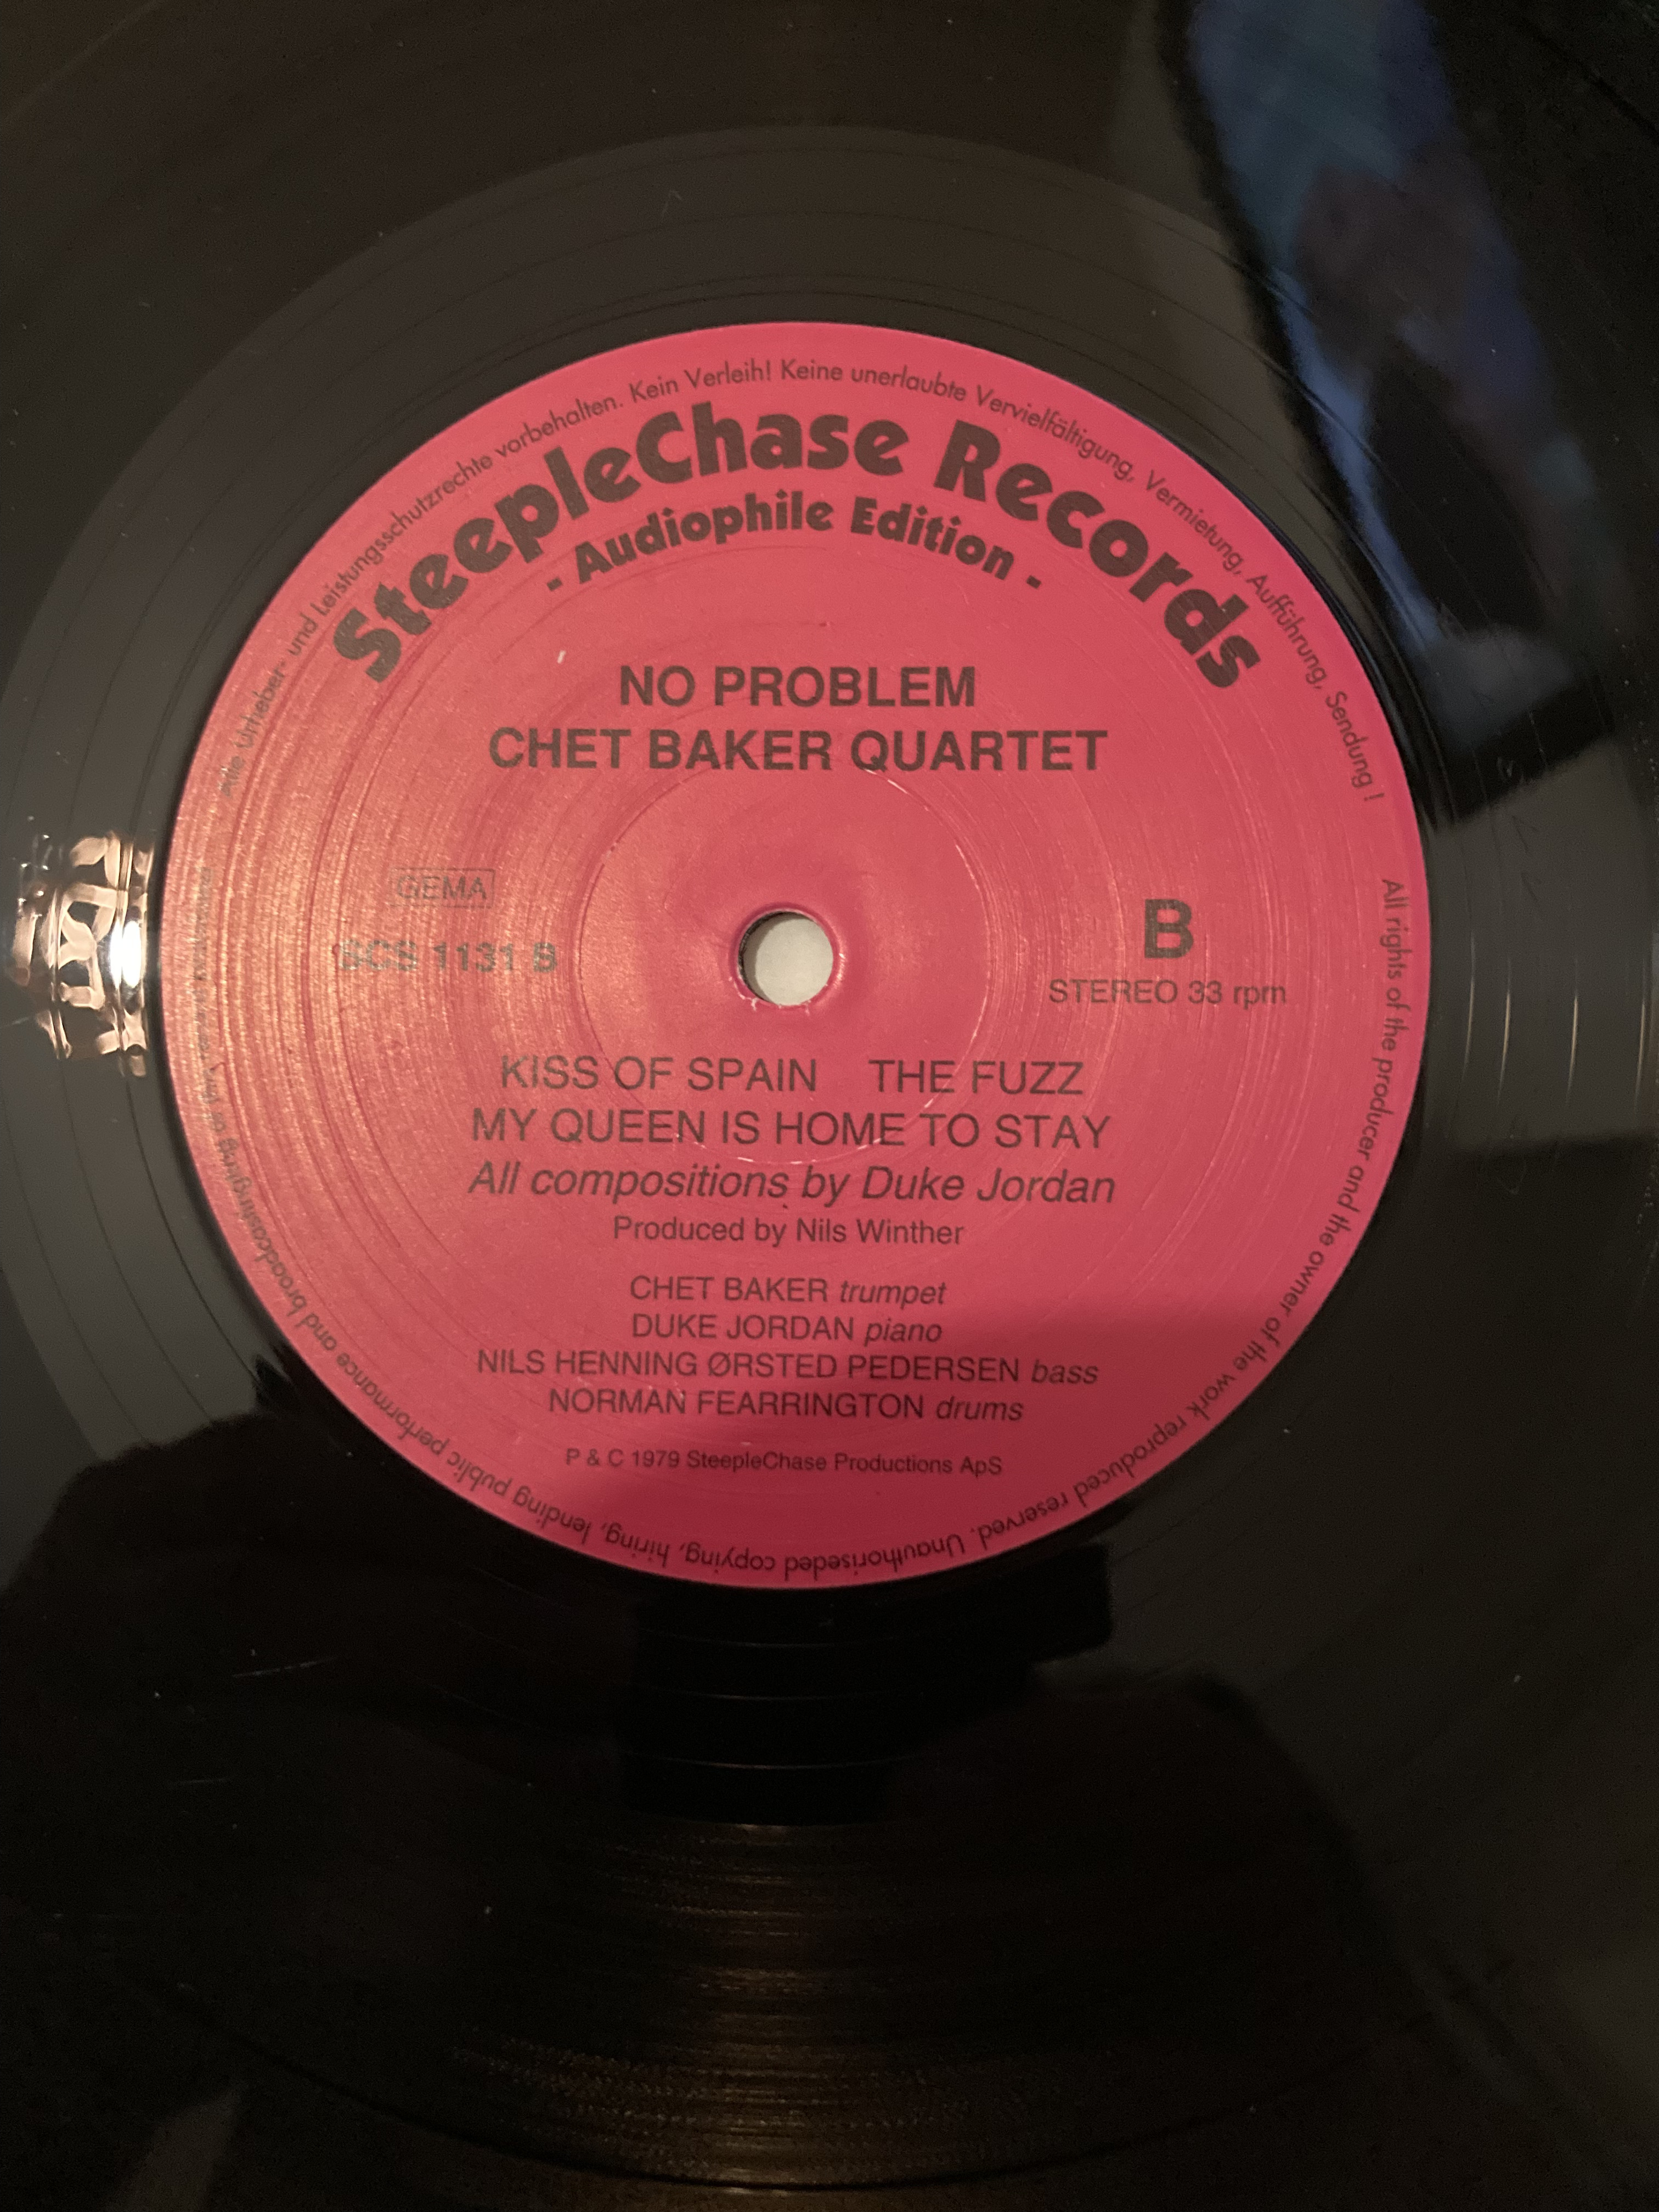 Alle Urheber- und Leistungsschutzrechte vorbehalten. Kein Verleih! Keine unerlaubte Vervielfältigung, Vermietung, Aufführung, Sendung!
SteepleChase Records
- Audiophile Edition -
NO PROBLEM
CHET BAKER QUARTET
GEMA
SCS 1131 B
B
STEREO 33 rpm
KISS OF SPAIN THE FUZZ
MY QUEEN IS HOME TO STAY
All compositions by Duke Jordan
Produced by Nils Winther
CHET BAKER trumpet
DUKE JORDAN piano
NILS HENNING ØRSTED PEDERSEN bass
NORMAN FEARRINGTON drums
P & C 1979 SteepleChase Productions ApS
All rights of the producer and the owner of the work reproduced reserved. Unauthoriseded copying, hiring, lending public performance and broadcashinging of this